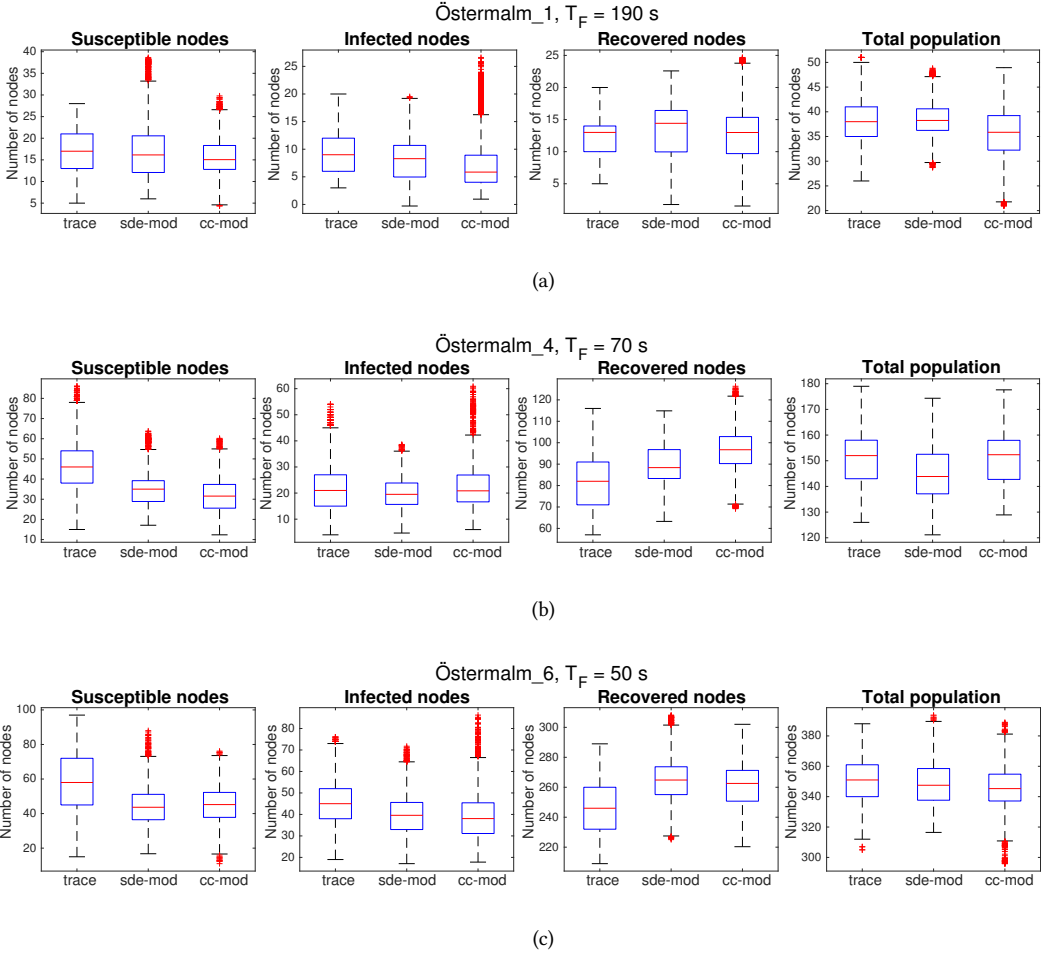 Östermalm_1, T_F = 190 s
Susceptible nodes Infected nodes Recovered nodes Total population
Number of nodes
40
35
30
25
20
15
10
5
trace sde-mod cc-mod
Number of nodes
25
20
15
10
5
0
trace sde-mod cc-mod
Number of nodes
25
20
15
10
5
trace sde-mod cc-mod
Number of nodes
50
45
40
35
30
25
20
trace sde-mod cc-mod
(a)
Östermalm_4, T_F = 70 s
Susceptible nodes Infected nodes Recovered nodes Total population
Number of nodes
80
70
60
50
40
30
20
10
trace sde-mod cc-mod
Number of nodes
60
50
40
30
20
10
trace sde-mod cc-mod
Number of nodes
120
110
100
90
80
70
60
trace sde-mod cc-mod
Number of nodes
180
170
160
150
140
130
120
trace sde-mod cc-mod
(b)
Östermalm_6, T_F = 50 s
Susceptible nodes Infected nodes Recovered nodes Total population
Number of nodes
100
80
60
40
20
trace sde-mod cc-mod
Number of nodes
80
70
60
50
40
30
20
trace sde-mod cc-mod
Number of nodes
300
280
260
240
220
trace sde-mod cc-mod
Number of nodes
380
360
340
320
300
trace sde-mod cc-mod
(c)